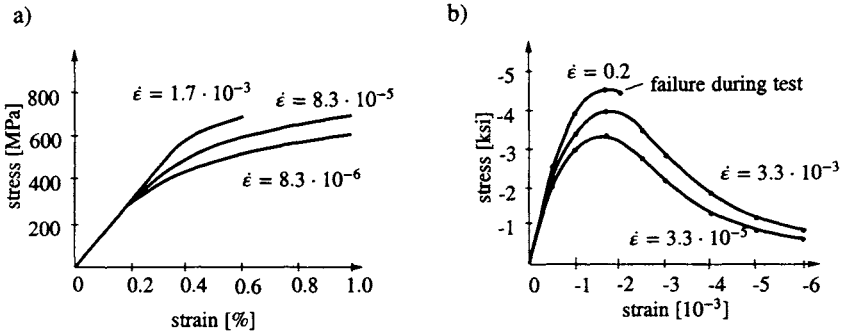 a)
stress [MPa]
800
600
400
200
0
0.2
0.4
0.6
0.8
1.0
strain [%]
ε̇ = 1.7 · 10⁻³
ε̇ = 8.3 · 10⁻⁵
ε̇ = 8.3 · 10⁻⁶
b)
stress [ksi]
-5
-4
-3
-2
-1
0
-1
-2
-3
-4
-5
-6
strain [10⁻³]
ε̇ = 0.2
failure during test
ε̇ = 3.3 · 10⁻³
ε̇ = 3.3 · 10⁻⁵